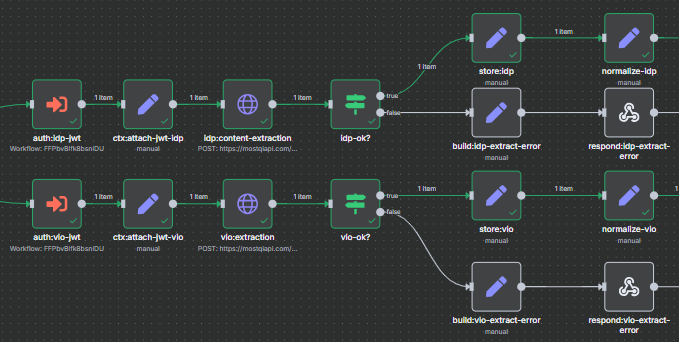 1 item
1 item
store:idp
manual
normalize-idp
manual
1 item
1 item
1 item
true
false
auth:idp-jwt
Workflow: FFPbvBlfk8bsnIDU
ctx:attach-jwt-idp
manual
idp:content-extraction
POST: https://mostqiapi.com/...
idp-ok?
build:idp-extract-error
manual
respond:idp-extract-
error
1 item
1 item
1 item
1 item
1 item
1 item
true
false
auth:vio-jwt
Workflow: FFPbvBlfk8bsnIDU
ctx:attach-jwt-vio
manual
vio:extraction
POST: https://mostqiapi.com/...
vio-ok?
store:vio
manual
normalize-vio
manual
build:vio-extract-error
manual
respond:vio-extract-
error